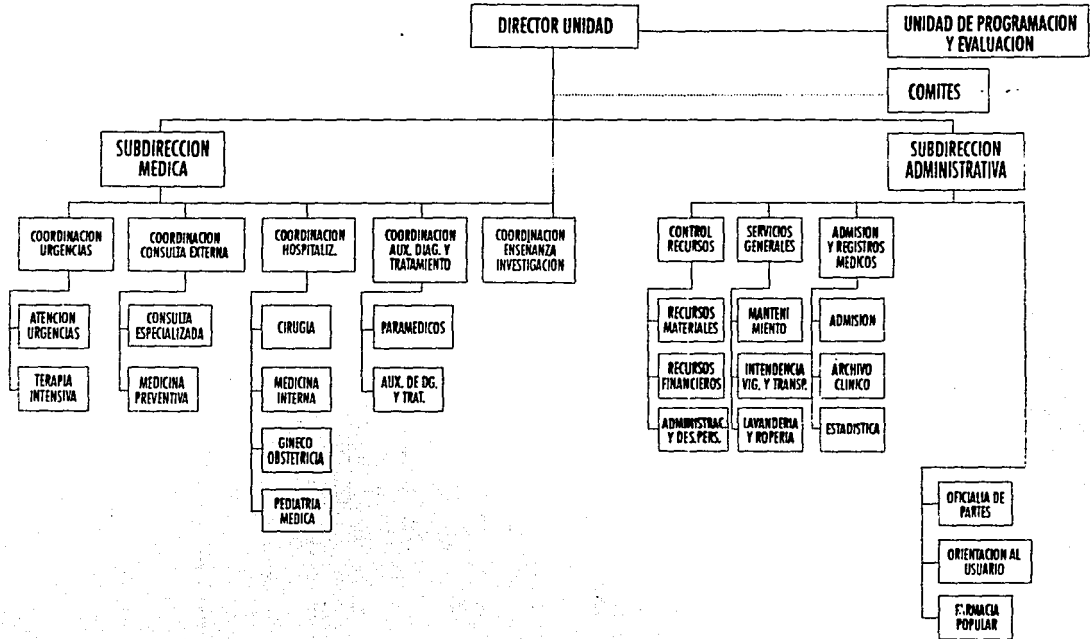 DIRECTOR UNIDAD
UNIDAD DE PROGRAMACION
Y EVALUACION
COMITES
SUBDIRECCION
MEDICA
SUBDIRECCION
ADMINISTRATIVA
COORDINACION
URGENCIAS
COORDINACION
CONSULTA EXTERNA
COORDINACION
HOSPITALIZ.
COORDINACION
AUX. DIAG. Y
TRATAMIENTO
COORDINACION
ENSEÑANZA
INVESTIGACION
CONTROL
RECURSOS
SERVICIOS
GENERALES
ADMISION
Y REGISTROS
MEDICOS
ATENCION
URGENCIAS
TERAPIA
INTENSIVA
CONSULTA
ESPECIALIZADA
MEDICINA
PREVENTIVA
CIRUGIA
MEDICINA
INTERNA
GINECO
OBSTETRICIA
PEDIATRIA
MEDICA
PARAMEDICOS
AUX. DE DG.
Y TRAT.
RECURSOS
MATERIALES
RECURSOS
FINANCIEROS
ADMINISTRAC.
Y DES.PERS.
MANTENI
MIENTO
INTENDENCIA
VIG. Y TRANSP.
LAVANDERIA
Y ROPERIA
ADMISION
ARCHIVO
CLINICO
ESTADISTICA
OFICIALIA DE
PARTES
ORIENTACION AL
USUARIO
FARMACIA
POPULAR